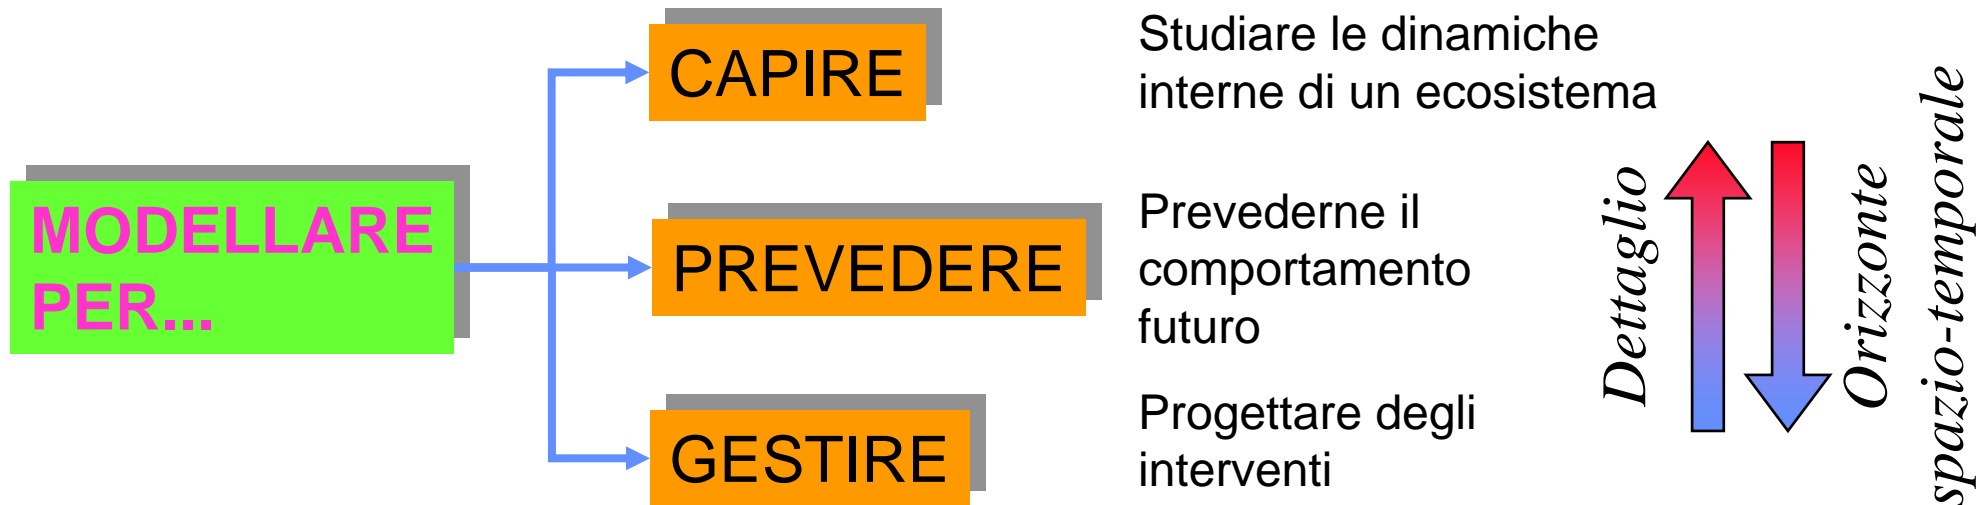 MODELLARE
PER...
CAPIRE
Studiare le dinamiche
interne di un ecosistema
PREVEDERE
Prevederne il
comportamento
futuro
GESTIRE
Progettare degli
interventi
Dettaglio
Orizzonte
spazio-temporale